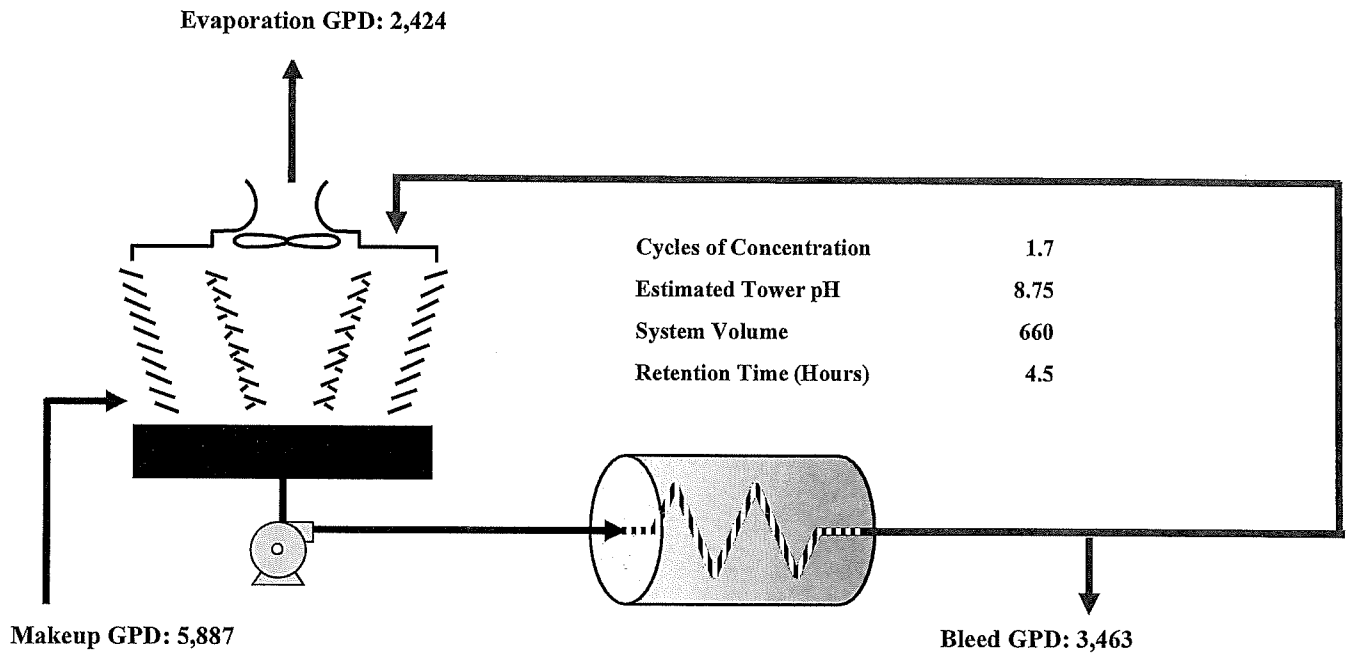 Evaporation GPD: 2,424
Cycles of Concentration 1.7
Estimated Tower pH 8.75
System Volume 660
Retention Time (Hours) 4.5
Makeup GPD: 5,887
Bleed GPD: 3,463